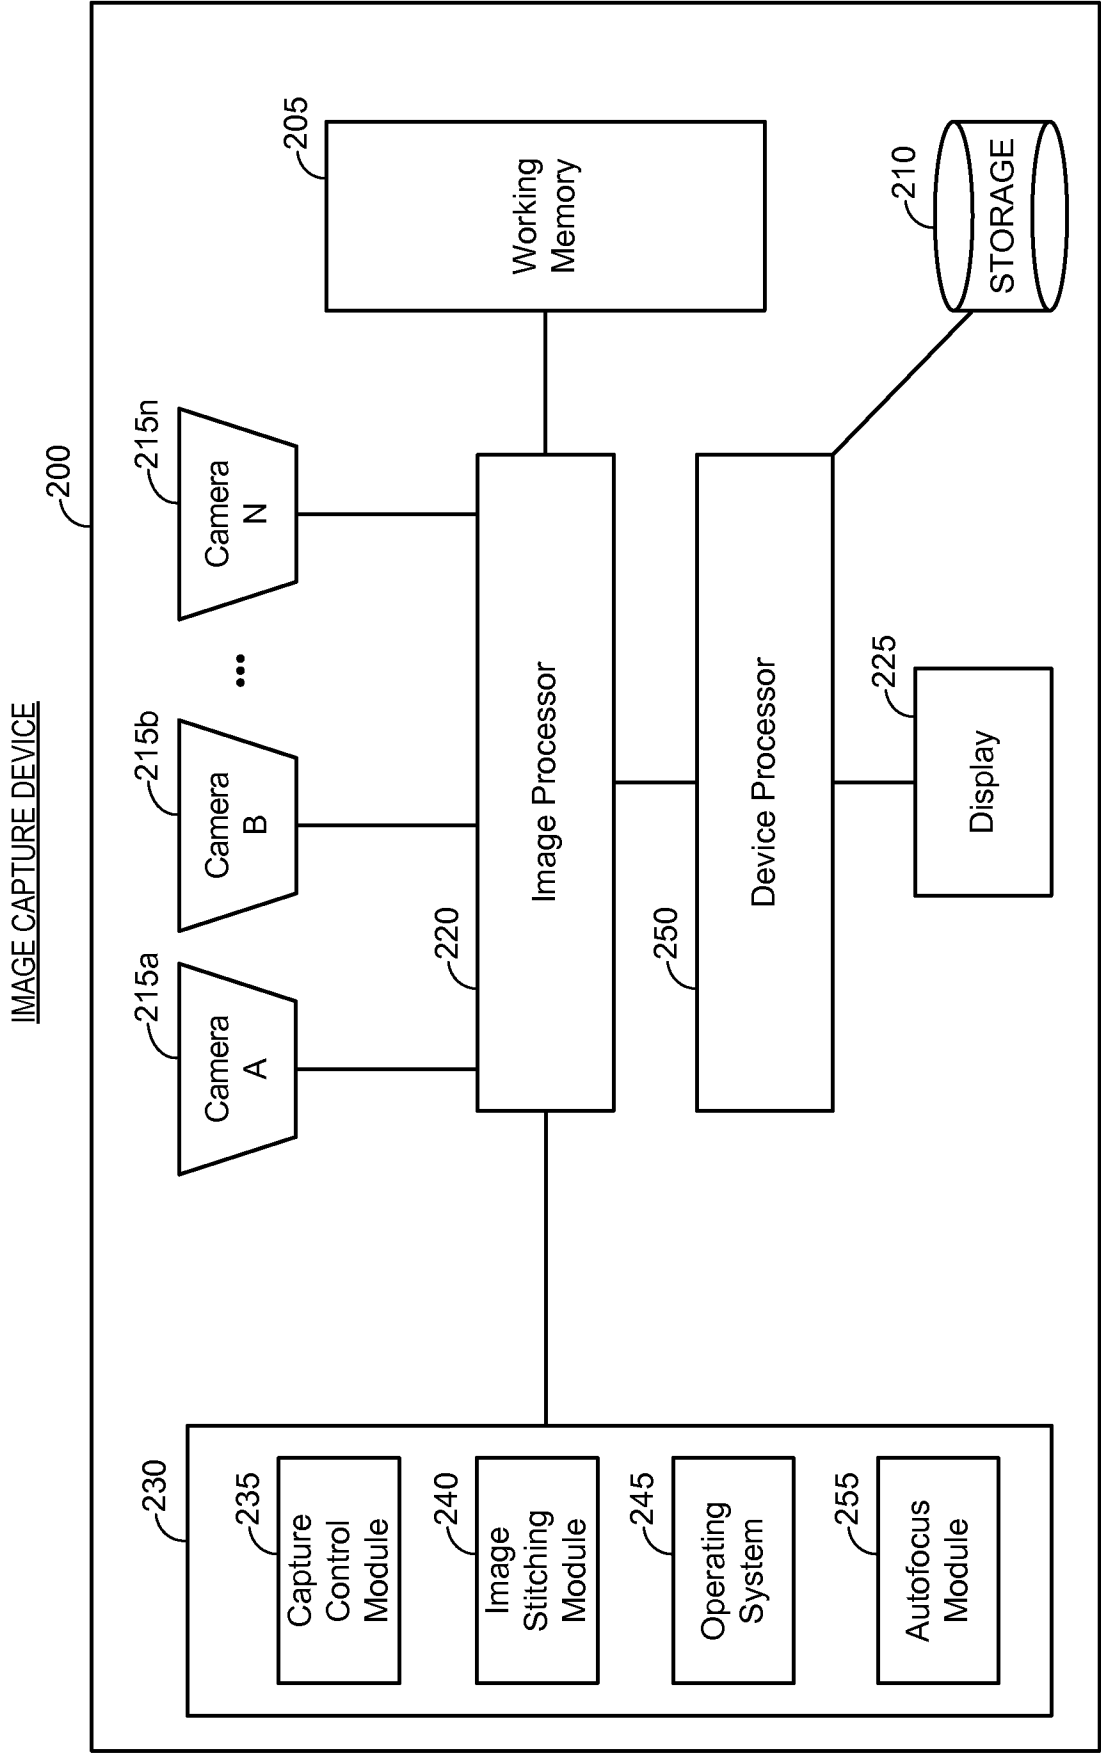 IMAGE CAPTURE DEVICE
200
215a
Camera
A
215b
Camera
B
...
215n
Camera
N
205
Working
Memory
220
Image Processor
250
Device Processor
225
Display
210
STORAGE
230
235
Capture
Control
Module
240
Image
Stitching
Module
245
Operating
System
255
Autofocus
Module